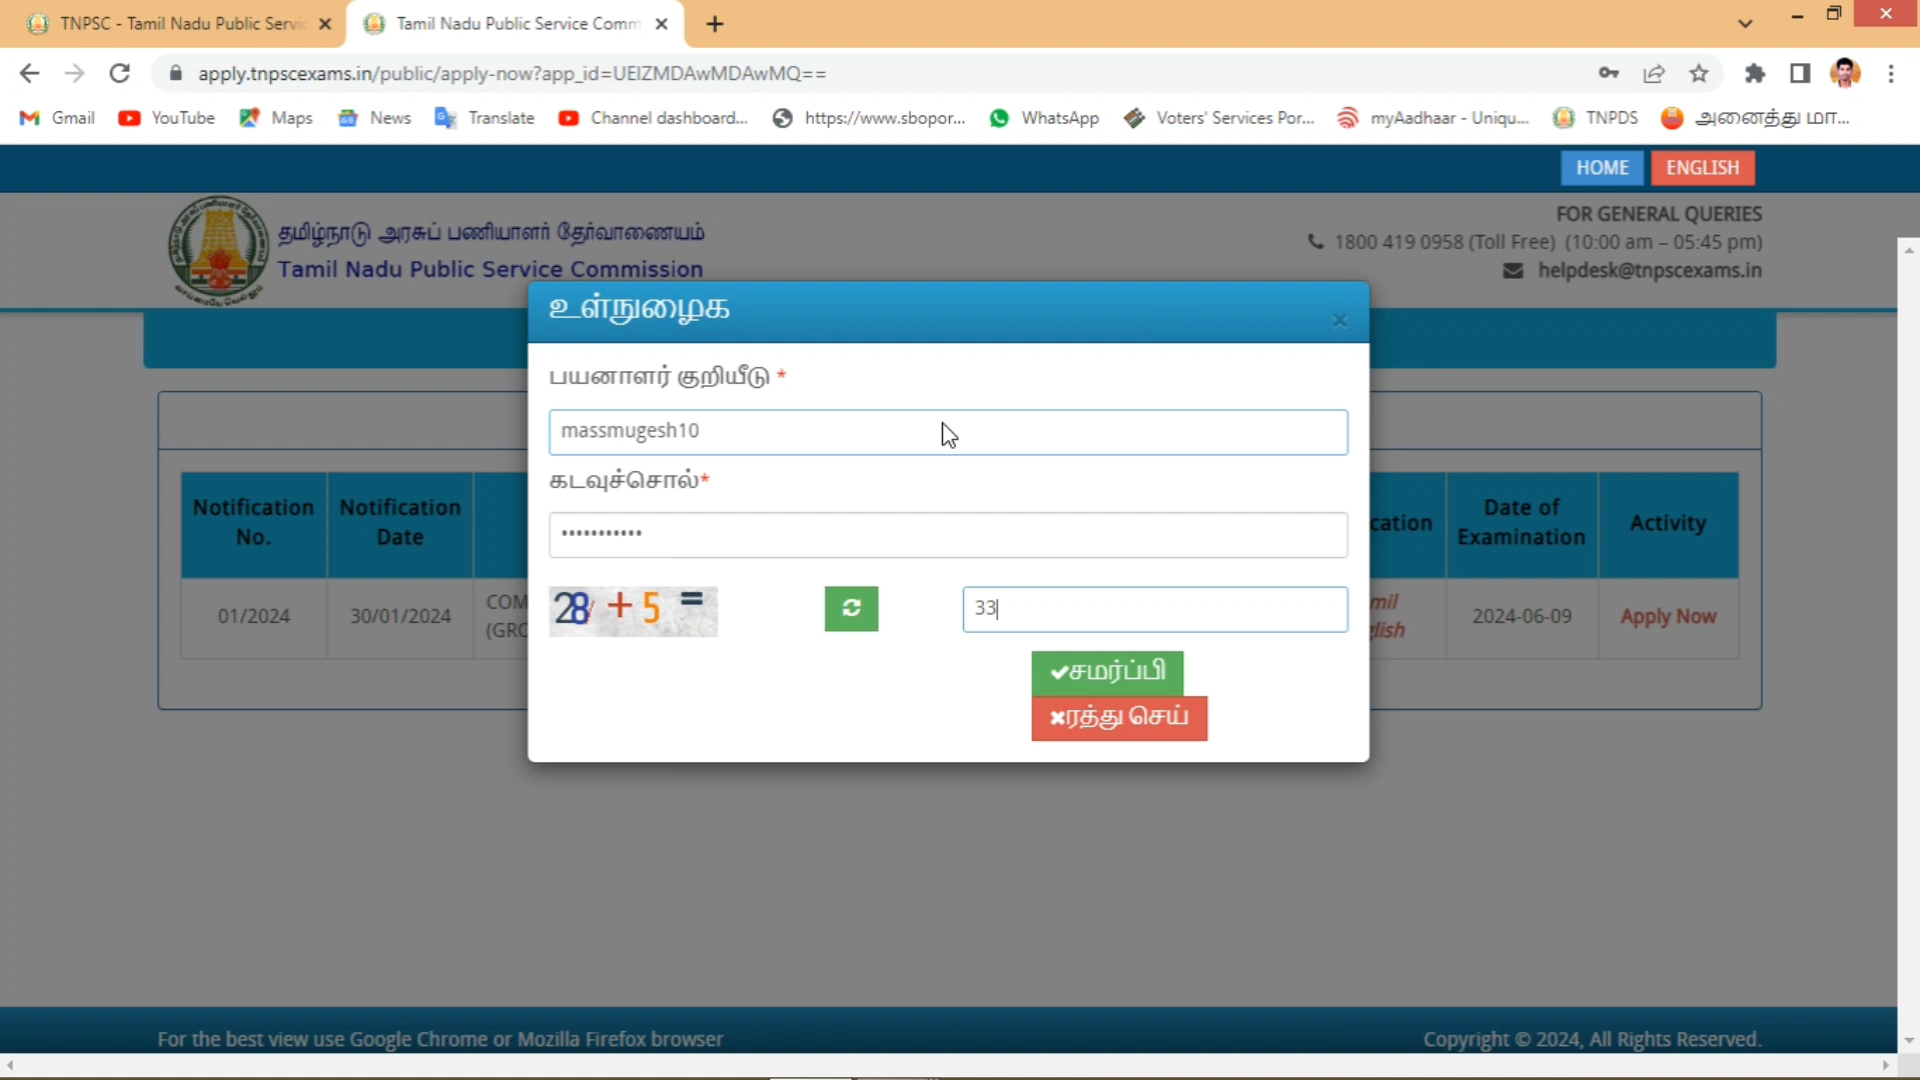 TNPSC - Tamil Nadu Public Servi
Tamil Nadu Public Service Comm
apply.tnpscexams.in/public/apply-now?app_id=UEIZMDAwMDAwMQ==
Gmail YouTube Maps News Translate Channel dashboard... https://www.sbopor... WhatsApp Voters' Services Por... myAadhaar - Uniqu... TNPDS அனைத்து மா...
HOME ENGLISH
தமிழ்நாடு அரசுப் பணியாளர் தேர்வாணையம்
Tamil Nadu Public Service Commission
FOR GENERAL QUERIES
1800 419 0958 (Toll Free) (10:00 am – 05:45 pm)
helpdesk@tnpscexams.in
உள்நுழைக
×
பயனாளர் குறியீடு *
massmugesh10
கடவுச்சொல்*
•••••••••••
28 + 5 =
33
✔சமர்ப்பி
✖ரத்து செய்
Notification No.
Notification Date
cation
Date of Examination
Activity
01/2024
30/01/2024
COM
(GRO
mil
glish
2024-06-09
Apply Now
For the best view use Google Chrome or Mozilla Firefox browser
Copyright © 2024, All Rights Reserved.